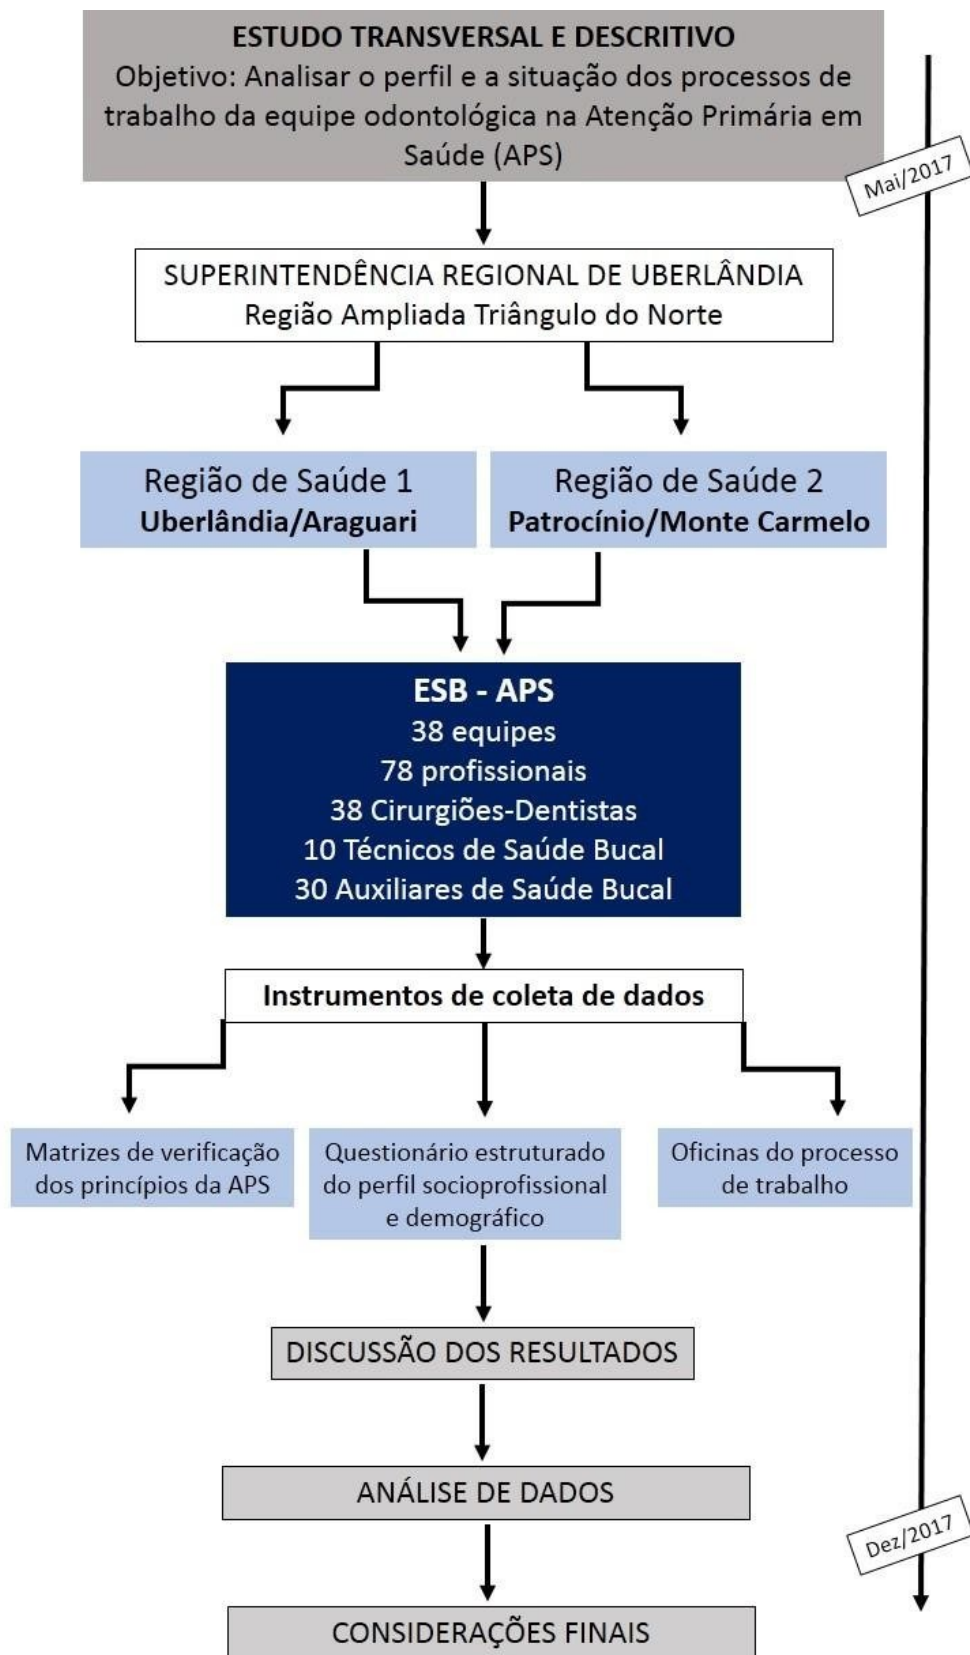 ESTUDO TRANSVERSAL E DESCRITIVO
Objetivo: Analisar o perfil e a situação dos processos de
trabalho da equipe odontológica na Atenção Primária em
Saúde (APS)
Mai/2017
SUPERINTENDÊNCIA REGIONAL DE UBERLÂNDIA
Região Ampliada Triângulo do Norte
Região de Saúde 1
Uberlândia/Araguari
Região de Saúde 2
Patrocínio/Monte Carmelo
ESB - APS
38 equipes
78 profissionais
38 Cirurgiões-Dentistas
10 Técnicos de Saúde Bucal
30 Auxiliares de Saúde Bucal
Instrumentos de coleta de dados
Matrizes de verificação
dos princípios da APS
Questionário estruturado
do perfil socioprofissional
e demográfico
Oficinas do processo
de trabalho
DISCUSSÃO DOS RESULTADOS
ANÁLISE DE DADOS
Dez/2017
CONSIDERAÇÕES FINAIS